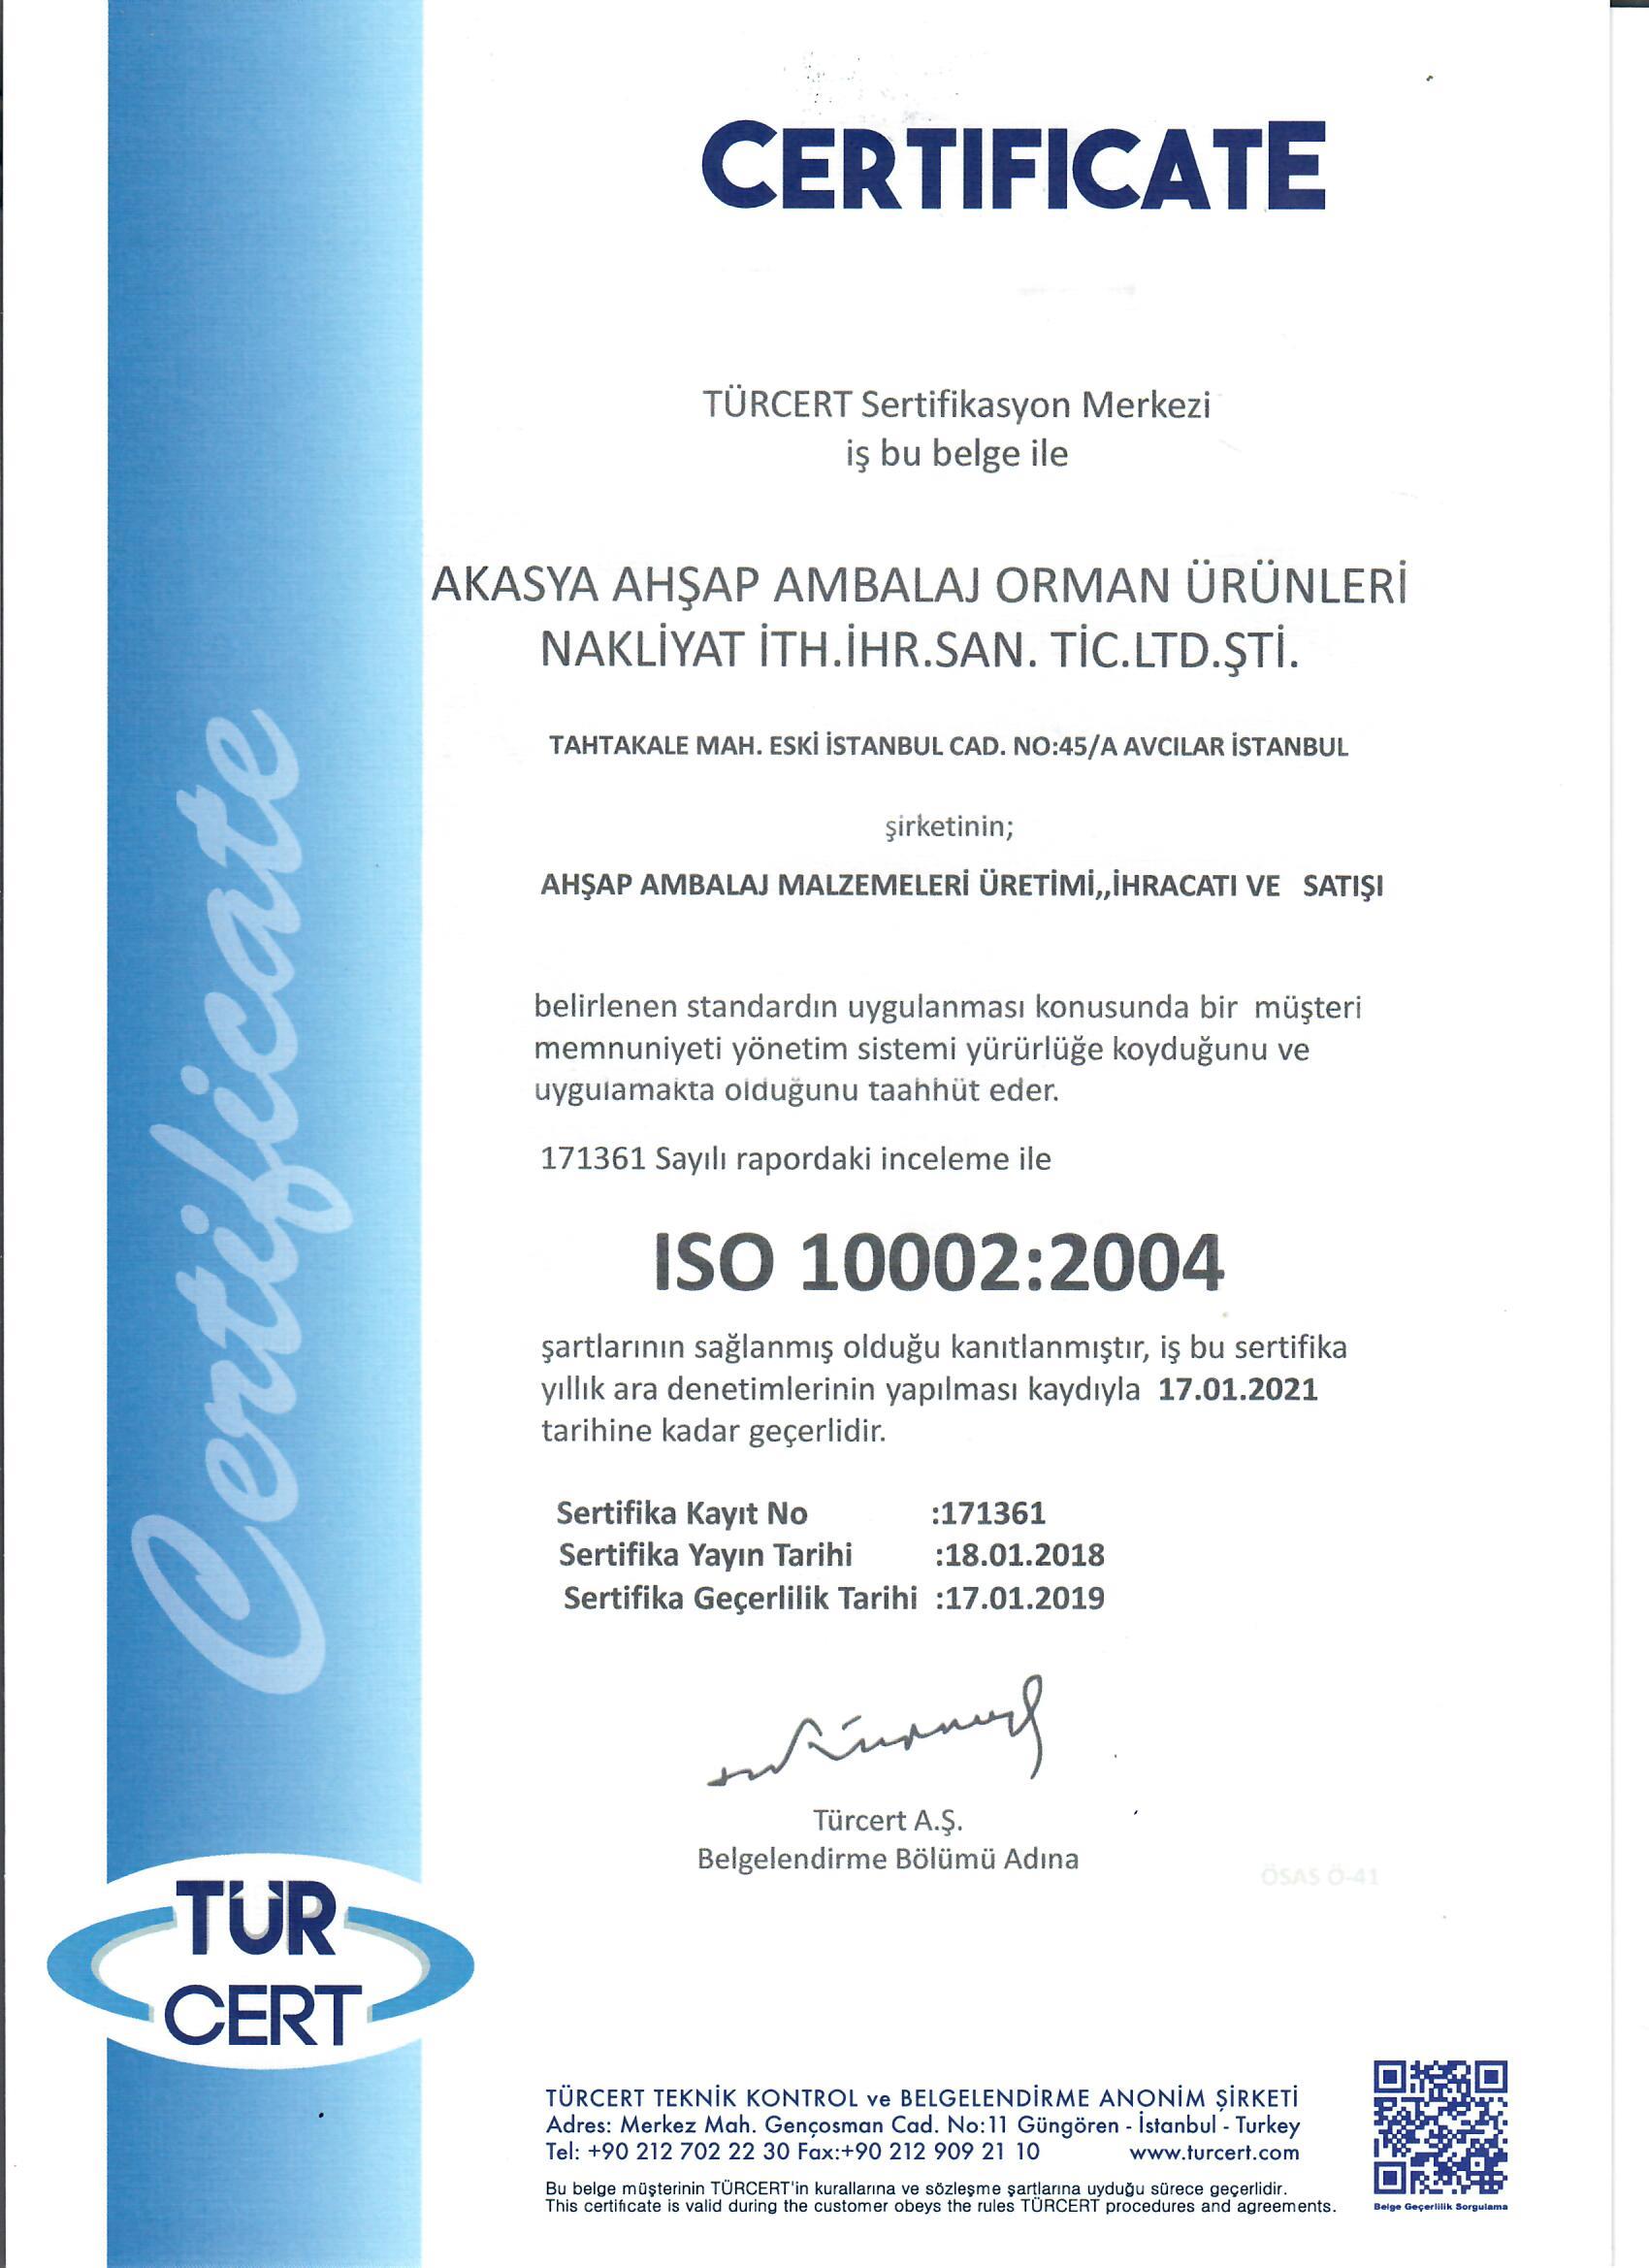 CERTIFICATE
TÜRCERT Sertifikasyon Merkezi
iş bu belge ile
AKASYA AHŞAP AMBALAJ ORMAN ÜRÜNLERİ
NAKLİYAT İTH.İHR.SAN. TİC.LTD.ŞTİ.
TAHTAKALE MAH. ESKİ İSTANBUL CAD. NO:45/A AVCILAR İSTANBUL
şirketinin;
AHŞAP AMBALAJ MALZEMELERİ ÜRETİMİ,,İHRACATI VE SATIŞI
belirlenen standardın uygulanması konusunda bir müşteri
memnuniyeti yönetim sistemi yürürlüğe koyduğunu ve
uygulamakta olduğunu taahhüt eder.
171361 Sayılı rapordaki inceleme ile
ISO 10002:2004
şartlarının sağlanmış olduğu kanıtlanmıştır, iş bu sertifika
yıllık ara denetimlerinin yapılması kaydıyla 17.01.2021
tarihine kadar geçerlidir.
Sertifika Kayıt No :171361
Sertifika Yayın Tarihi :18.01.2018
Sertifika Geçerlilik Tarihi :17.01.2019
Türcert A.Ş.
Belgelendirme Bölümü Adına
ÖSAS Ö-41
Certificate
TÜR
CERT
TÜRCERT TEKNİK KONTROL ve BELGELENDİRME ANONİM ŞİRKETİ
Adres: Merkez Mah. Gençosman Cad. No:11 Güngören - İstanbul - Turkey
Tel: +90 212 702 22 30 Fax:+90 212 909 21 10 www.turcert.com
Bu belge müşterinin TÜRCERT'in kurallarına ve sözleşme şartlarına uyduğu sürece geçerlidir.
This certificate is valid during the customer obeys the rules TÜRCERT procedures and agreements.
Belge Geçerlilik Sorgulama